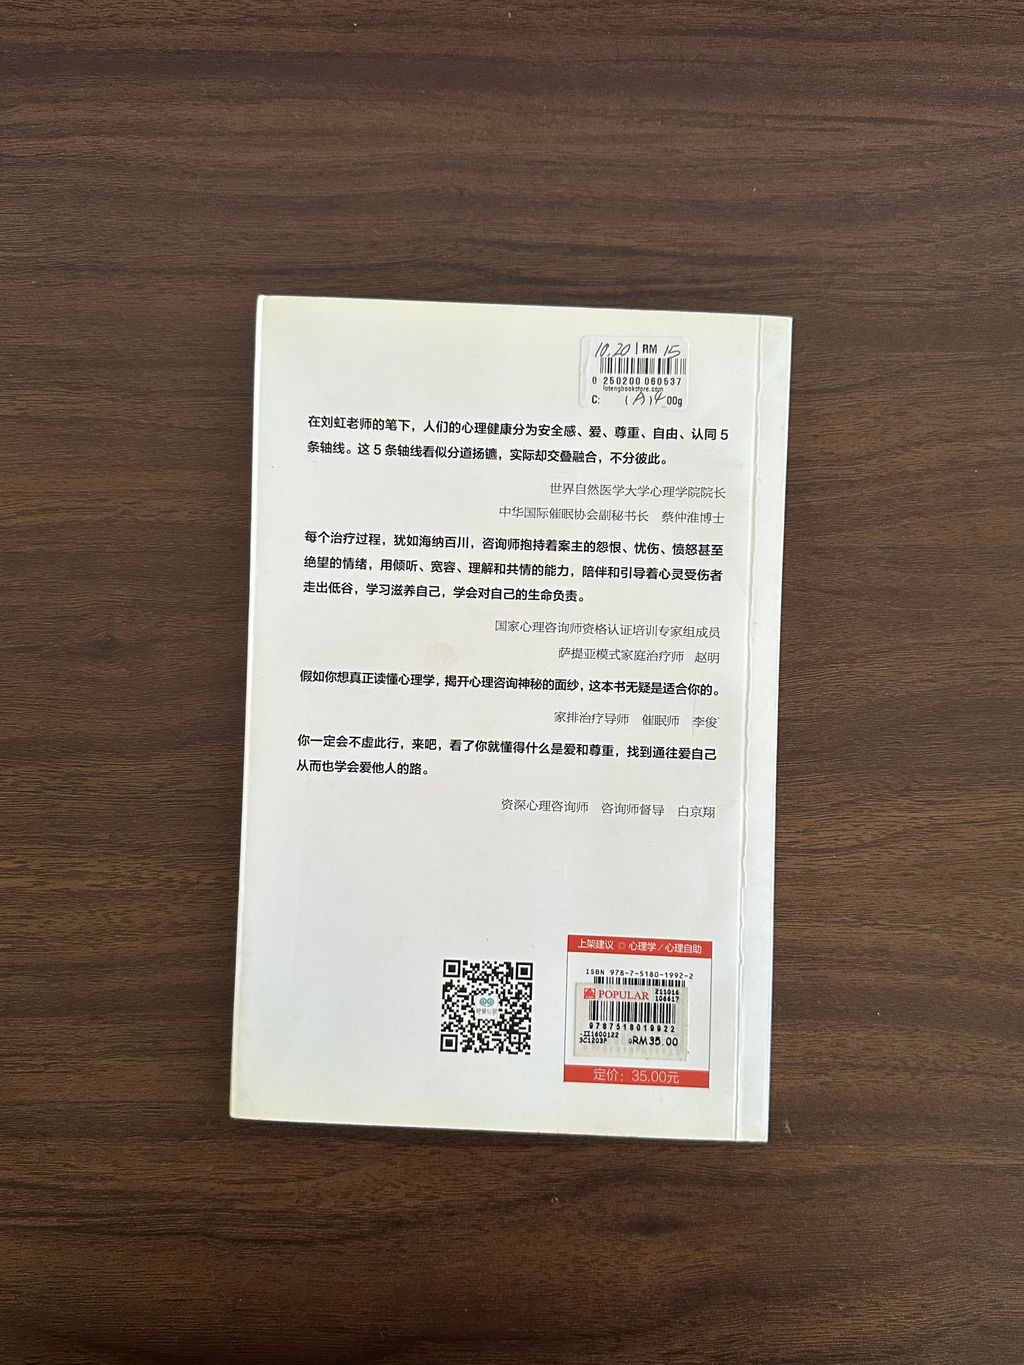 10.20 | RM 15
0 250200 060537
lotengbookstore.com
C: (A)4.00g
在刘虹老师的笔下，人们的心理健康分为安全感、爱、尊重、自由、认同 5
条轴线。这 5 条轴线看似分道扬镳，实际却交叠融合，不分彼此。
世界自然医学大学心理学院院长
中华国际催眠协会副秘书长 蔡仲淮博士
每个治疗过程，犹如海纳百川，咨询师抱持着案主的怨恨、忧伤、愤怒甚至
绝望的情绪，用倾听、宽容、理解和共情的能力，陪伴和引导着心灵受伤者
走出低谷，学习滋养自己，学会对自己的生命负责。
国家心理咨询师资格认证培训专家组成员
萨提亚模式家庭治疗师 赵明
假如你想真正读懂心理学，揭开心理咨询神秘的面纱，这本书无疑是适合你的。
家排治疗导师 催眠师 李俊
你一定会不虚此行，来吧，看了你就懂得什么是爱和尊重，找到通往爱自己
从而也学会爱他人的路。
资深心理咨询师 咨询师督导 白京翔
上架建议 ◎ 心理学／心理自助
ISBN 978-7-5180-1992-2
POPULAR 211016
106617
9787518019922
-II1600122
3C1203F RM35.00
定价：35.00元